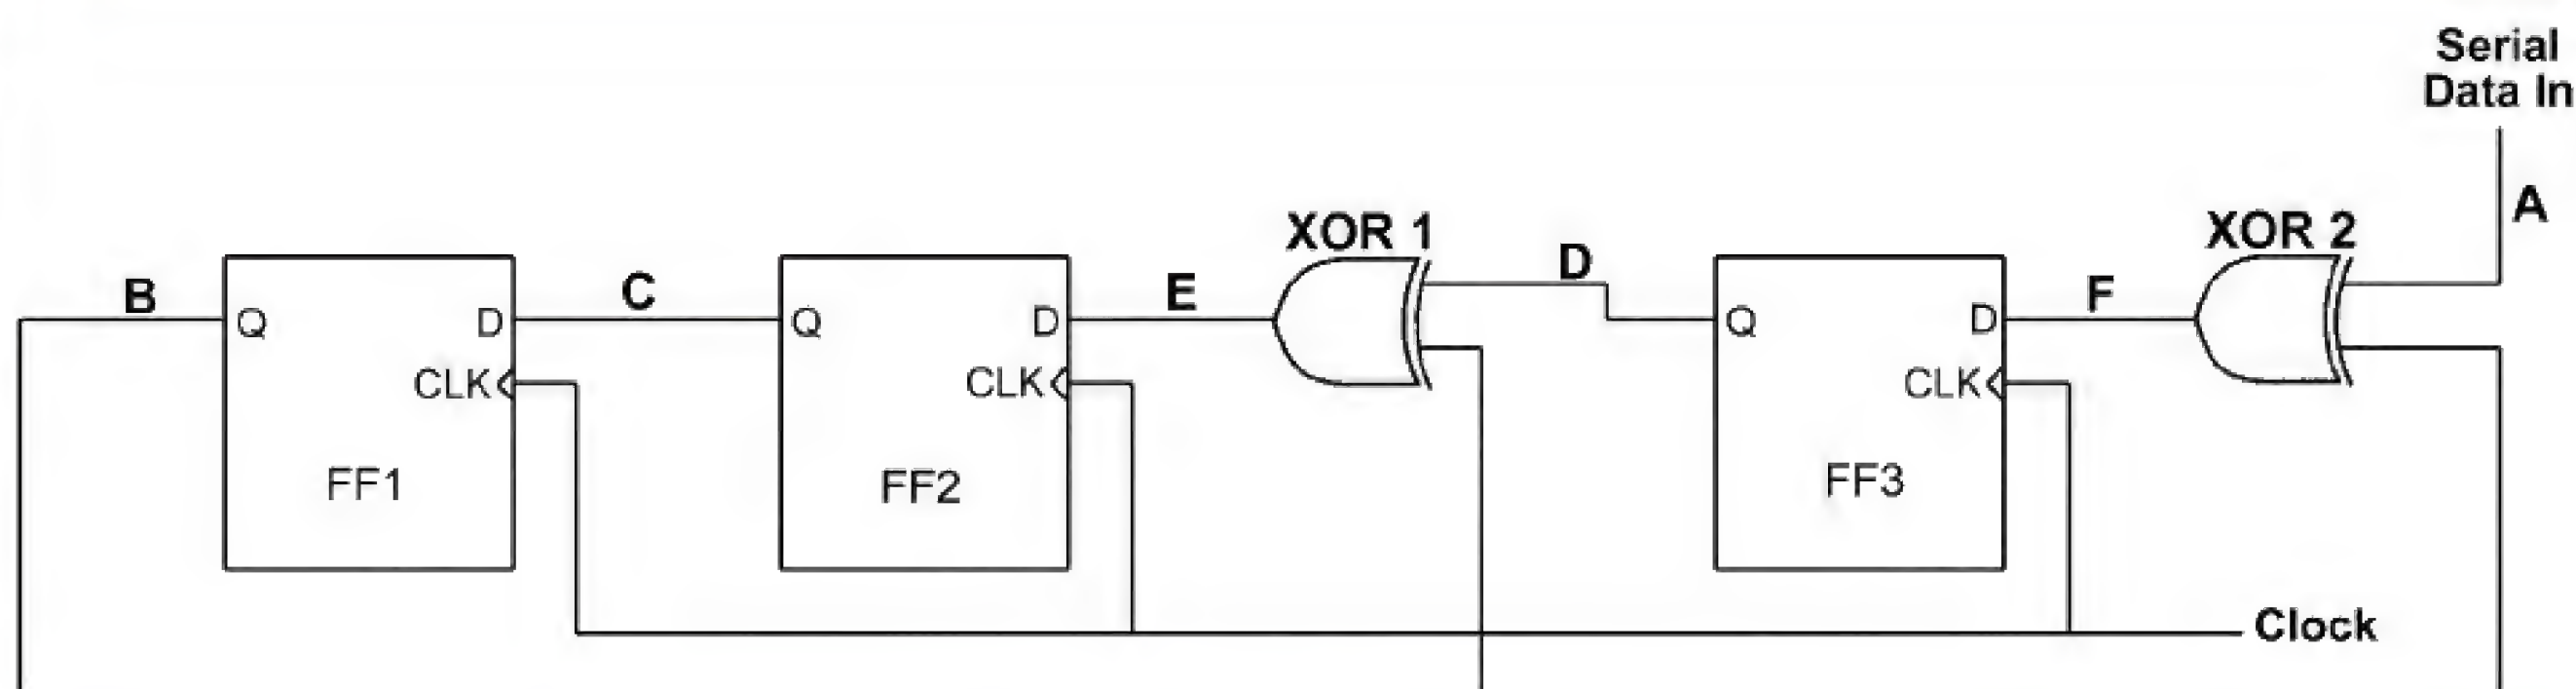 Serial
Data In
A
XOR 1
XOR 2
B
C
E
D
F
Q
D
Q
D
Q
D
CLK
CLK
CLK
FF1
FF2
FF3
Clock